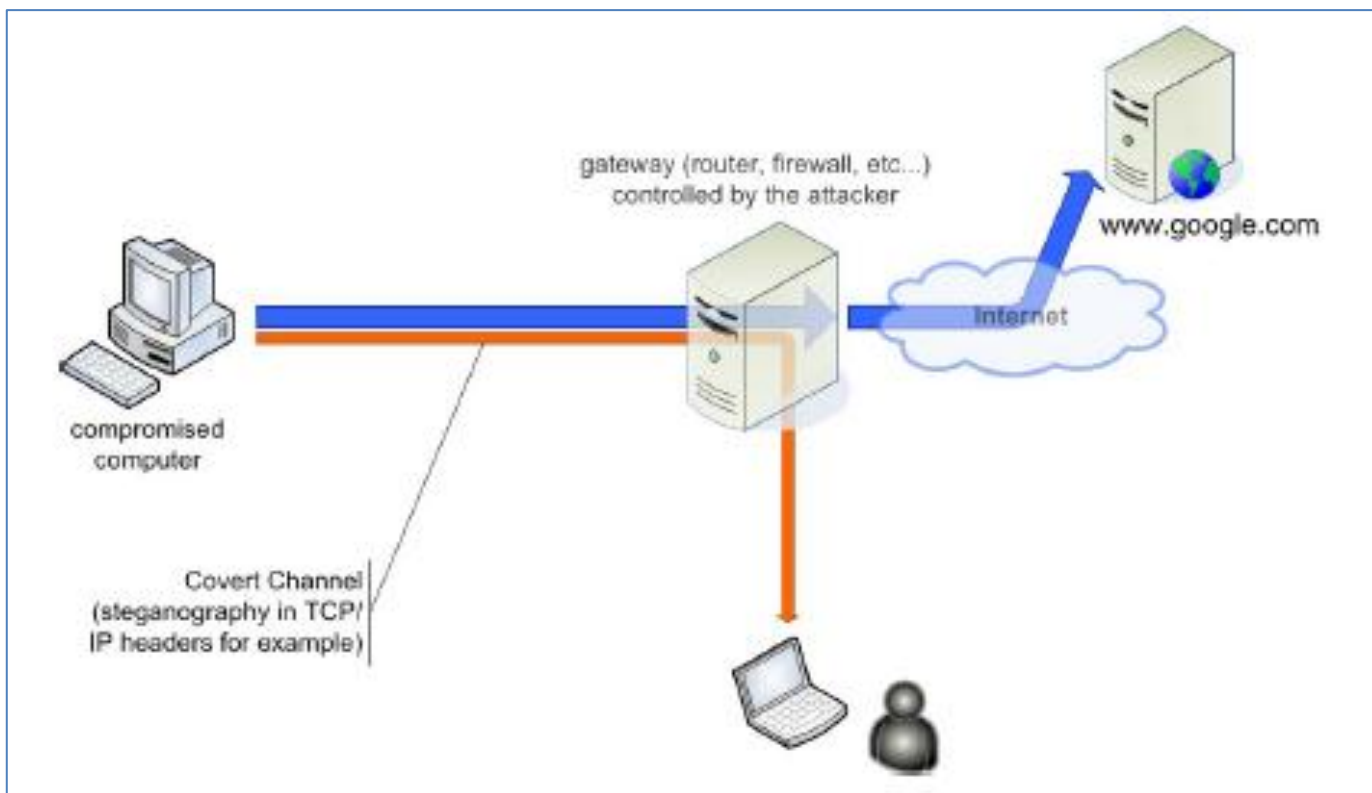 gateway (router, firewall, etc...)
controlled by the attacker
www.google.com
Internet
compromised
computer
Covert Channel
(steganography in TCP/
IP headers for example)